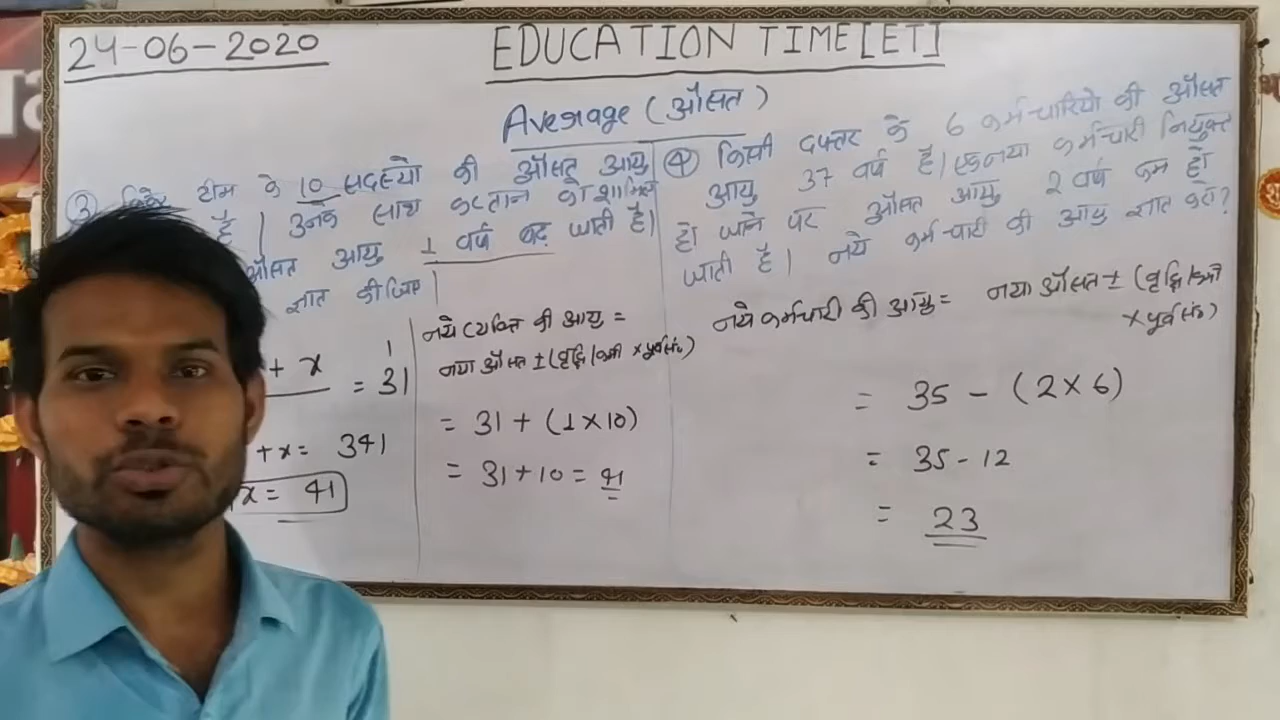 24-06-2020
EDUCATION TIME [ET]
Average (औसत)
③ टीम के 10 सदस्यो की औसत आयु
है। उनके साथ कप्तान को शामिल
औसत आयु 1 वर्ष बढ़ जाती है।
ज्ञात कीजिए।
+ x = 31
1
+ x = 341
x = 41
नये व्यक्ति की आयु =
नया औसत ± (वृद्धि/कमी × पूर्व सं.)
= 31 + (1 × 10)
= 31 + 10 = 41
④ किसी दफ्तर के 6 कर्मचारियो की औसत
आयु 37 वर्ष है। एक नया कर्मचारी नियुक्त
हो जाने पर औसत आयु 2 वर्ष कम हो
जाती है। नये कर्मचारी की आयु ज्ञात करो?
नये कर्मचारी की आयु = नया औसत ± (वृद्धि/कमी
× पूर्व सं.)
= 35 - (2 × 6)
= 35 - 12
= 23